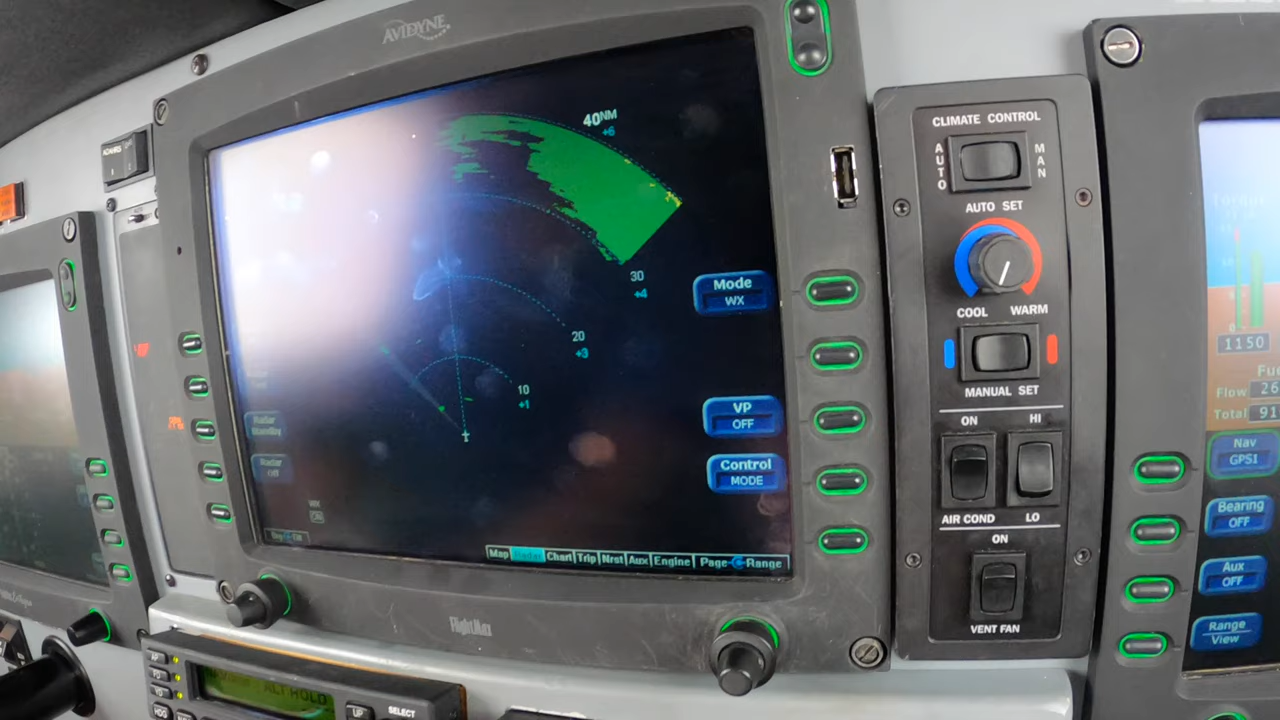 AVIDYNE
40NM
+6
30
+4
20
+3
10
+1
Mode
WX
VP
OFF
Control
MODE
Radar
Standby
Radar
Off
Map Radar Chart Trip Nrst Aux Engine Page Range
FlightMax
ALT HOLD
UP
SELECT
CLIMATE CONTROL
AUTO
MAN
AUTO SET
COOL WARM
MANUAL SET
ON HI
AIR COND LO
ON
VENT FAN
1150
Flow 26
Total 91
Nav
GPS1
Bearing
OFF
Aux
OFF
Range
View